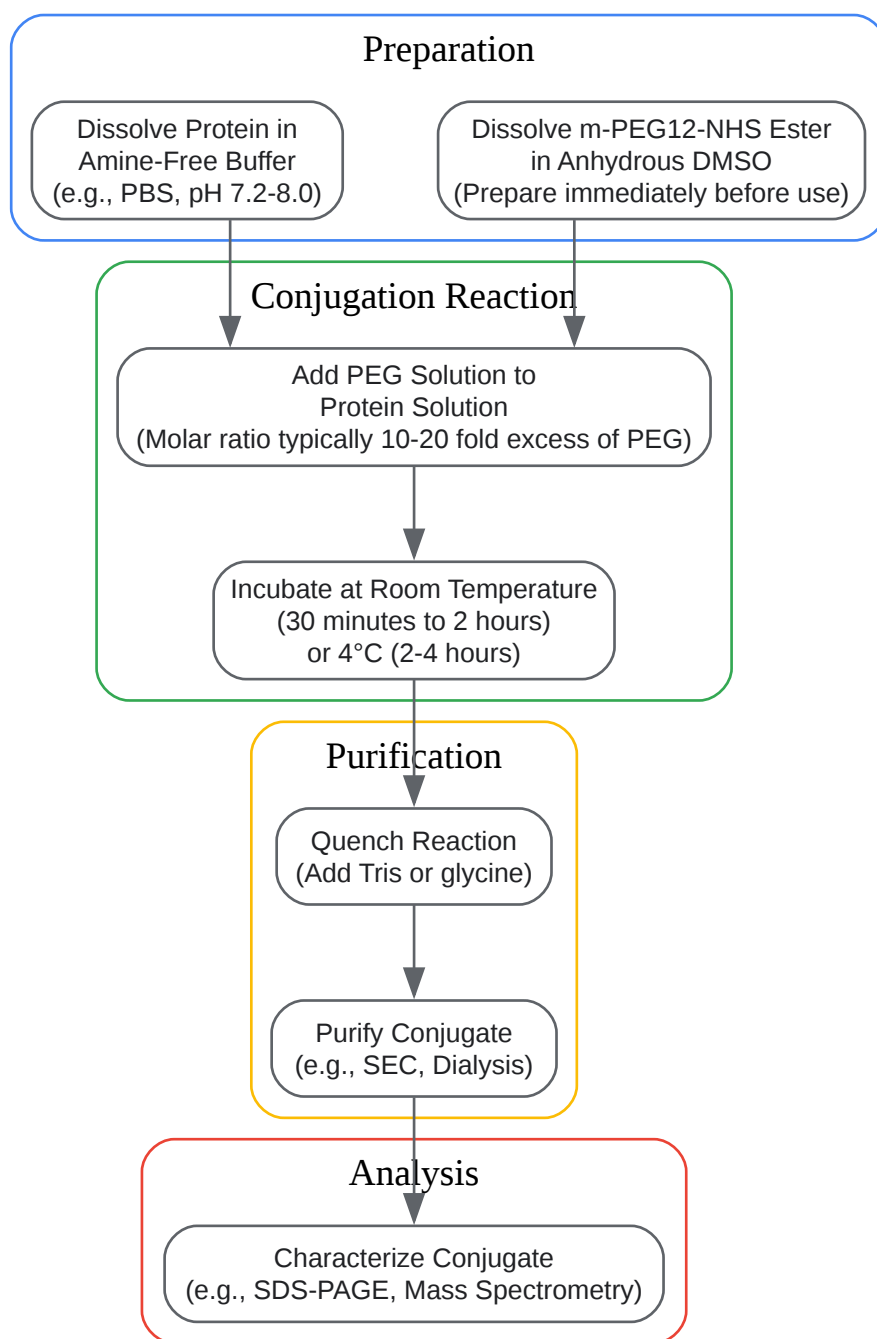 Preparation
Dissolve Protein in
Amine-Free Buffer
(e.g., PBS, pH 7.2-8.0)
Dissolve m-PEG12-NHS Ester
in Anhydrous DMSO
(Prepare immediately before use)
Conjugation Reaction
Add PEG Solution to
Protein Solution
(Molar ratio typically 10-20 fold excess of PEG)
Incubate at Room Temperature
(30 minutes to 2 hours)
or 4°C (2-4 hours)
Purification
Quench Reaction
(Add Tris or glycine)
Purify Conjugate
(e.g., SEC, Dialysis)
Analysis
Characterize Conjugate
(e.g., SDS-PAGE, Mass Spectrometry)